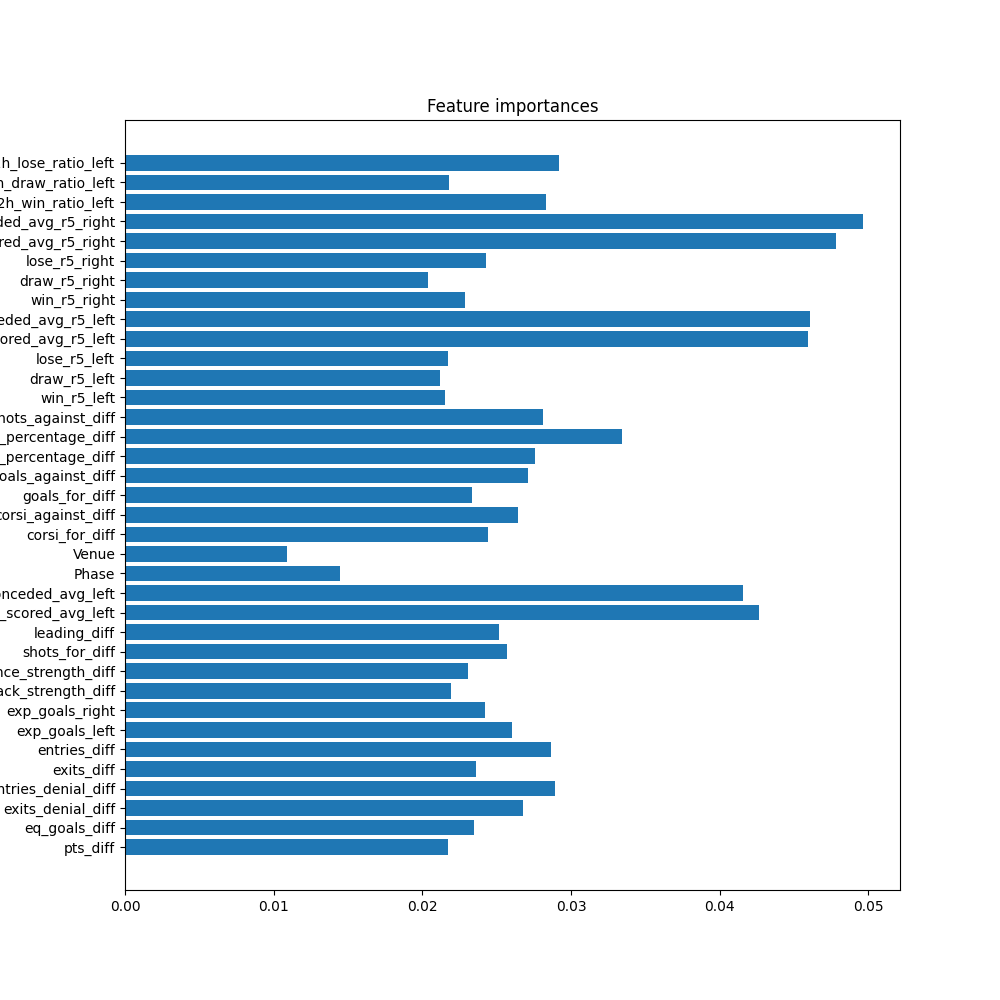 Feature importances
h_lose_ratio_left
h_draw_ratio_left
2h_win_ratio_left
ded_avg_r5_right
red_avg_r5_right
lose_r5_right
draw_r5_right
win_r5_right
eded_avg_r5_left
ored_avg_r5_left
lose_r5_left
draw_r5_left
win_r5_left
hots_against_diff
_percentage_diff
_percentage_diff
oals_against_diff
goals_for_diff
corsi_against_diff
corsi_for_diff
Venue
Phase
onceded_avg_left
_scored_avg_left
leading_diff
shots_for_diff
nce_strength_diff
ack_strength_diff
exp_goals_right
exp_goals_left
entries_diff
exits_diff
ntries_denial_diff
exits_denial_diff
eq_goals_diff
pts_diff
0.00 0.01 0.02 0.03 0.04 0.05